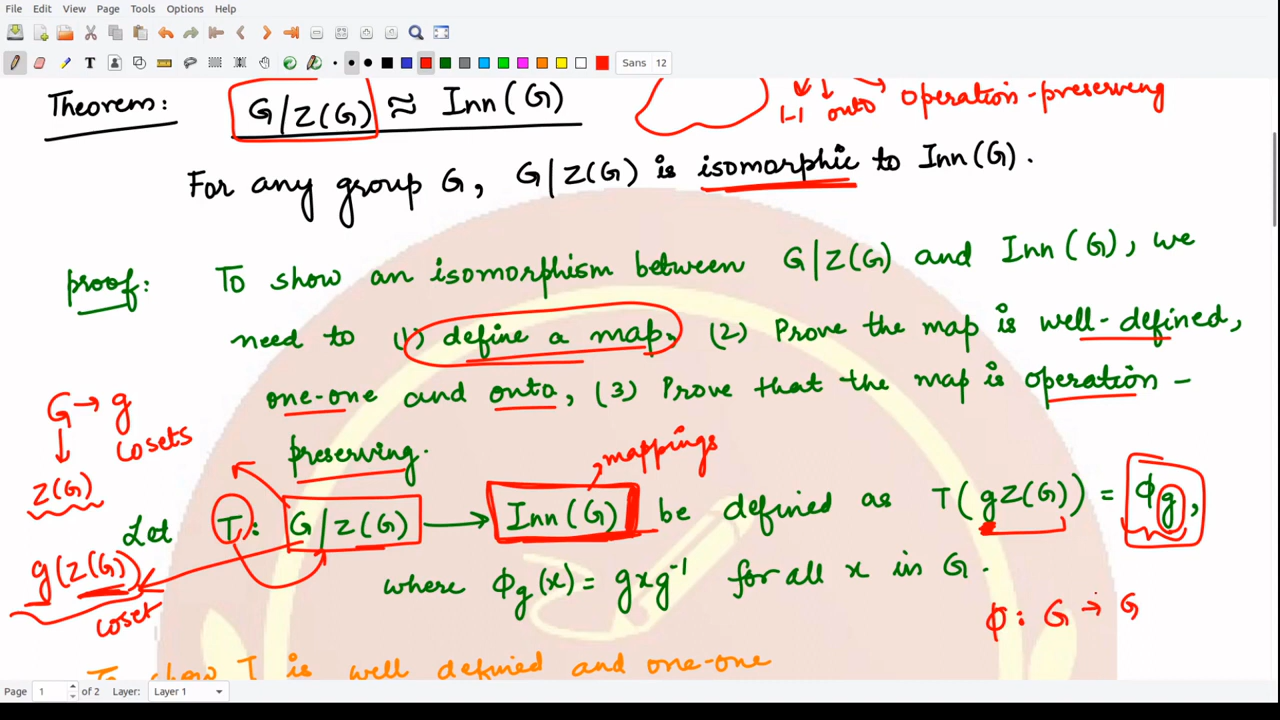 File Edit View Page Tools Options Help
T Sans 12
Theorem: G/Z(G) ≈ Inn(G)
1-1 onto operation-preserving
For any group G, G/Z(G) is isomorphic to Inn(G).
proof: To show an isomorphism between G/Z(G) and Inn(G), we
need to (1) define a map, (2) Prove the map is well-defined,
one-one and onto, (3) Prove that the map is operation-
preserving.
G → g
cosets
Z(G)
mappings
Let T: G/Z(G) → Inn(G) be defined as T(gZ(G)) = ϕg,
g(Z(G))
coset
where ϕg(x) = gxg⁻¹ for all x in G.
ϕ: G → G
To show T is well defined and one-one
Page 1 of 2 Layer: Layer 1